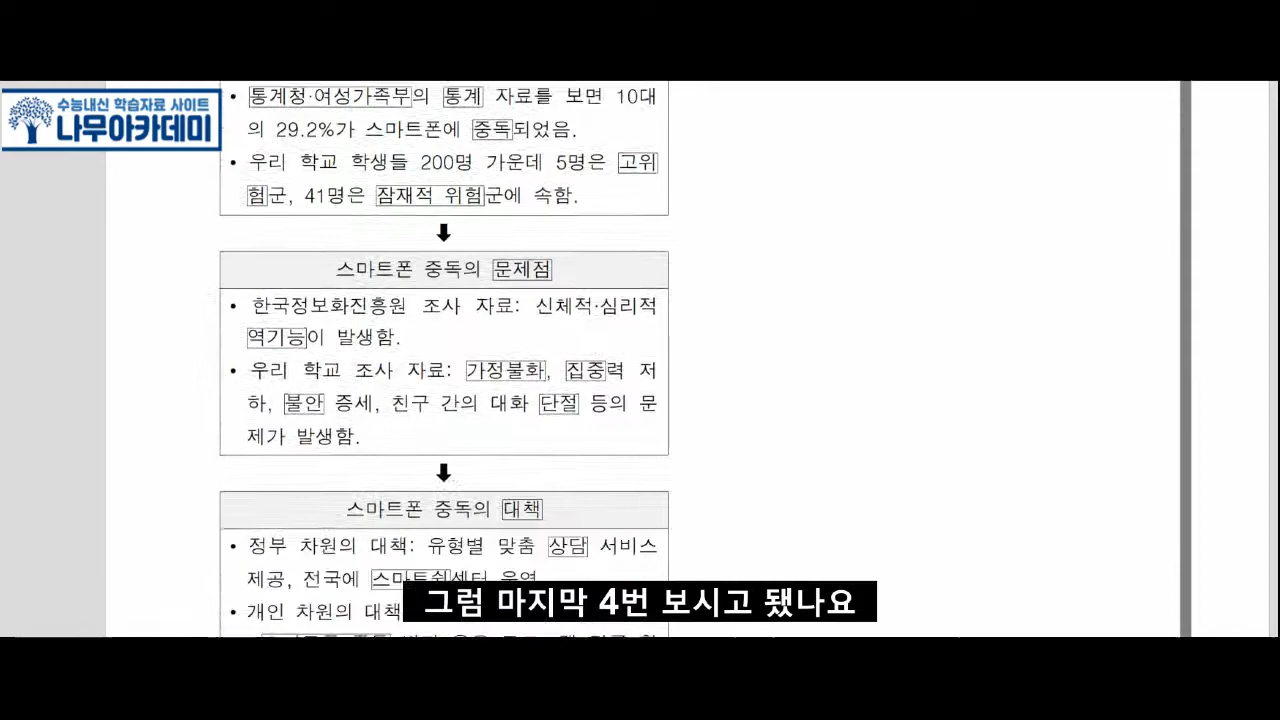 수능내신 학습자료 사이트
나무아카데미
• 통계청·여성가족부의 통계 자료를 보면 10대
의 29.2%가 스마트폰에 중독되었음.
• 우리 학교 학생들 200명 가운데 5명은 고위
험군, 41명은 잠재적 위험군에 속함.
스마트폰 중독의 문제점
• 한국정보화진흥원 조사 자료: 신체적·심리적
역기능이 발생함.
• 우리 학교 조사 자료: 가정불화, 집중력 저
하, 불안 증세, 친구 간의 대화 단절 등의 문
제가 발생함.
스마트폰 중독의 대책
• 정부 차원의 대책: 유형별 맞춤 상담 서비스
제공, 전국에 스마트쉼센터 운영
• 개인 차원의 대책
그럼 마지막 4번 보시고 됐나요